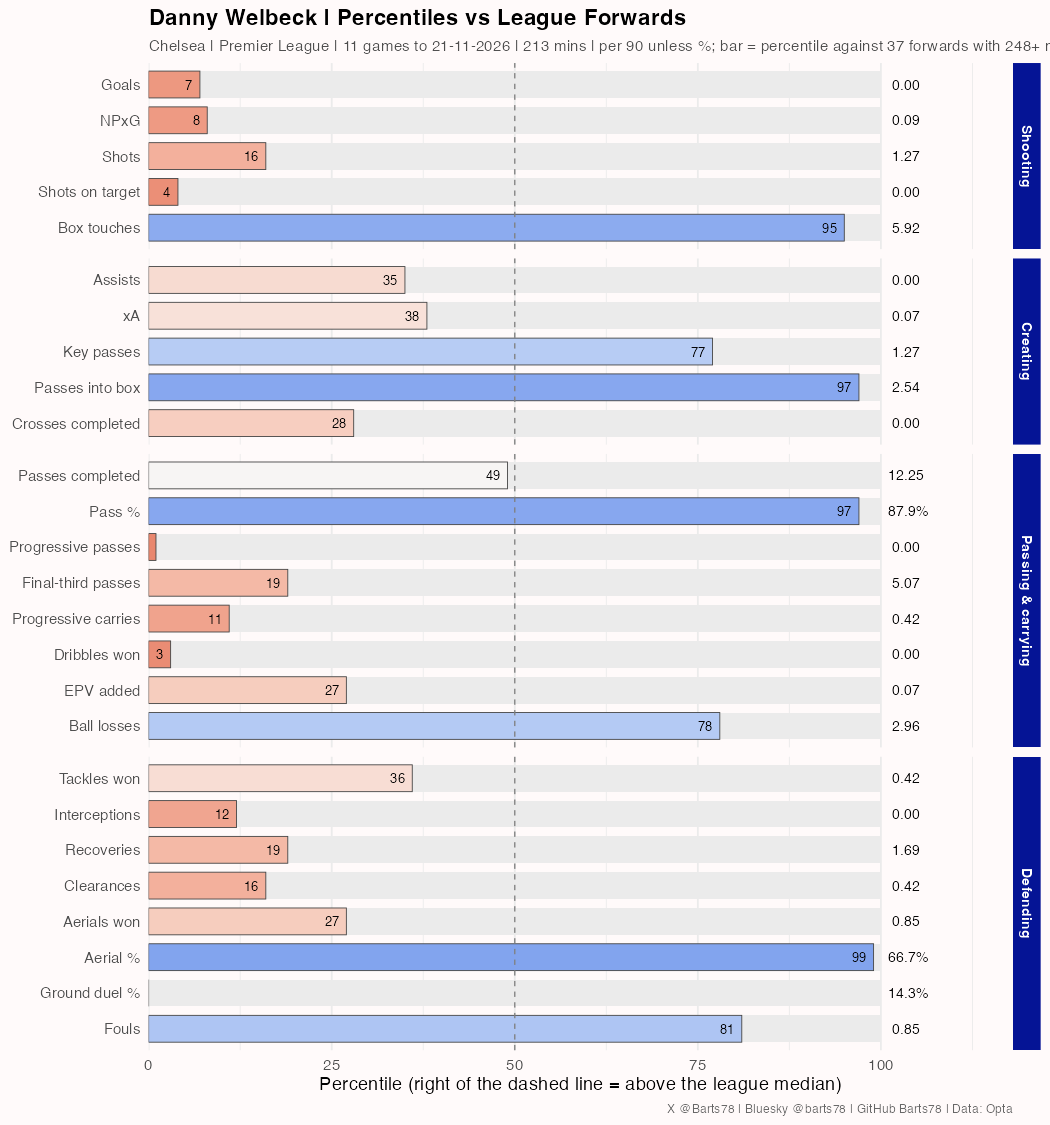 Danny Welbeck | Percentiles vs League Forwards
Chelsea | Premier League | 11 games to 21-11-2026 | 213 mins | per 90 unless %; bar = percentile against 37 forwards with 248+
Shooting
Goals 7 0.00
NPxG 8 0.09
Shots 16 1.27
Shots on target 4 0.00
Box touches 95 5.92
Creating
Assists 35 0.00
xA 38 0.07
Key passes 77 1.27
Passes into box 97 2.54
Crosses completed 28 0.00
Passing & carrying
Passes completed 49 12.25
Pass % 97 87.9%
Progressive passes 0.00
Final-third passes 19 5.07
Progressive carries 11 0.42
Dribbles won 3 0.00
EPV added 27 0.07
Ball losses 78 2.96
Defending
Tackles won 36 0.42
Interceptions 12 0.00
Recoveries 19 1.69
Clearances 16 0.42
Aerials won 27 0.85
Aerial % 99 66.7%
Ground duel % 14.3%
Fouls 81 0.85
0 25 50 75 100
Percentile (right of the dashed line = above the league median)
X @Barts78 | Bluesky @barts78 | GitHub Barts78 | Data: Opta